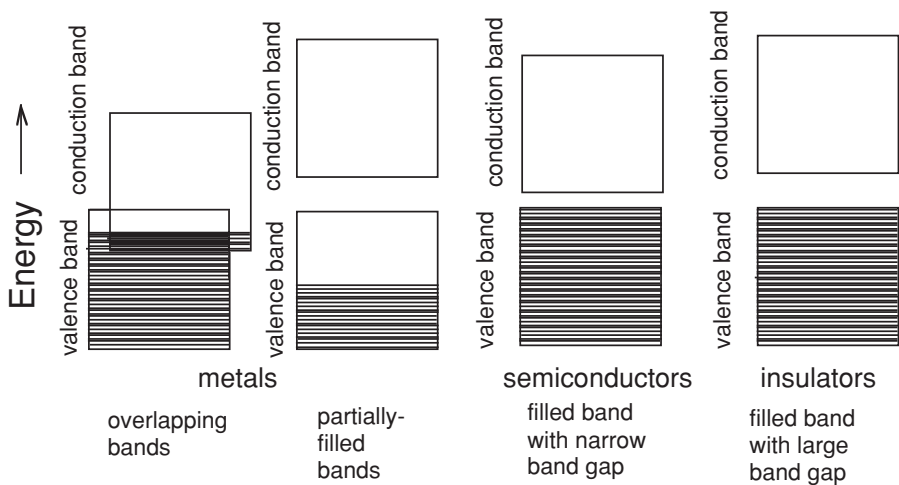 Energy
conduction band
valence band
conduction band
valence band
conduction band
valence band
conduction band
valence band
metals
semiconductors
insulators
overlapping
bands
partially-
filled
bands
filled band
with narrow
band gap
filled band
with large
band gap